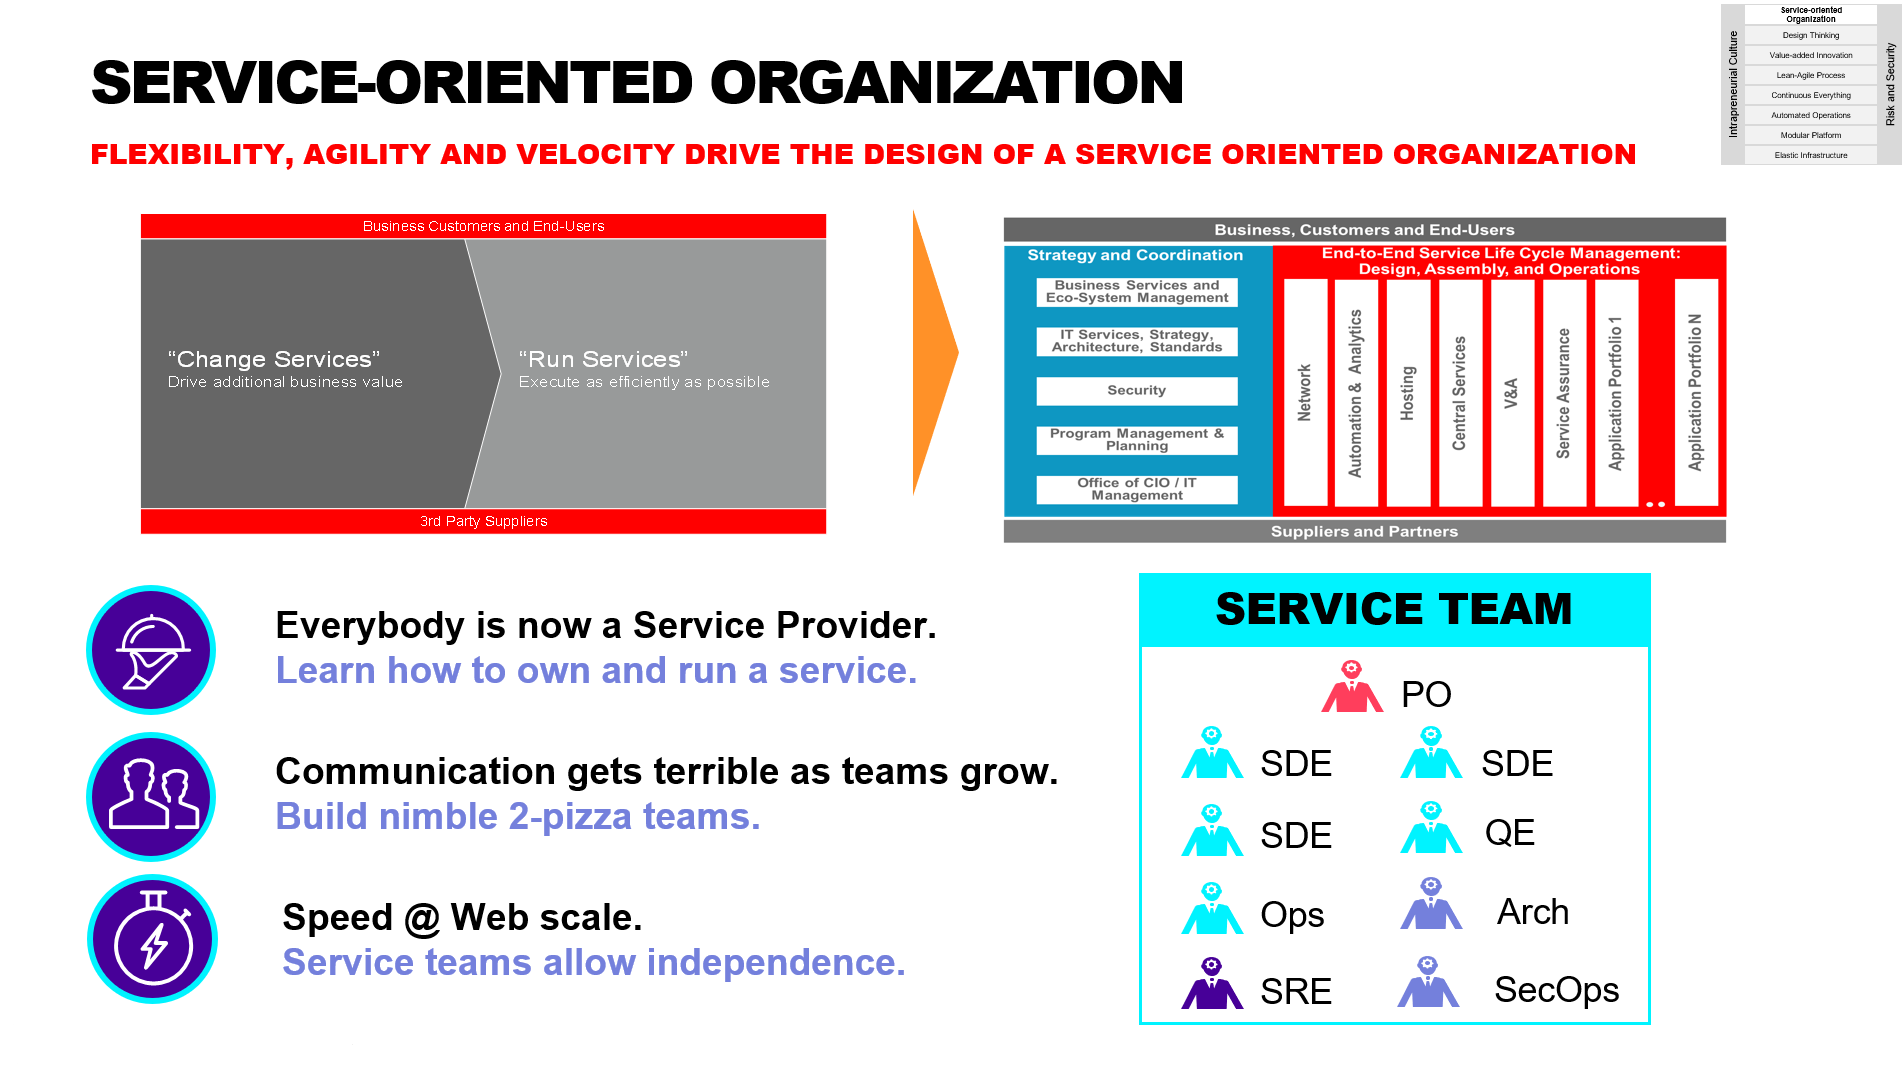 SERVICE-ORIENTED ORGANIZATION
FLEXIBILITY, AGILITY AND VELOCITY DRIVE THE DESIGN OF A SERVICE ORIENTED ORGANIZATION
Intrapreneurial Culture
Service-oriented
Organization
Design Thinking
Value-added Innovation
Lean-Agile Process
Continuous Everything
Automated Operations
Modular Platform
Elastic Infrastructure
Risk and Security
Business Customers and End-Users
“Change Services”
Drive additional business value
“Run Services”
Execute as efficiently as possible
3rd Party Suppliers
Business, Customers and End-Users
Strategy and Coordination
Business Services and
Eco-System Management
IT Services, Strategy,
Architecture, Standards
Security
Program Management &
Planning
Office of CIO / IT
Management
End-to-End Service Life Cycle Management:
Design, Assembly, and Operations
Network
Automation & Analytics
Hosting
Central Services
V&A
Service Assurance
Application Portfolio 1
..
Application Portfolio N
Suppliers and Partners
Everybody is now a Service Provider.
Learn how to own and run a service.
Communication gets terrible as teams grow.
Build nimble 2-pizza teams.
Speed @ Web scale.
Service teams allow independence.
SERVICE TEAM
PO
SDE
SDE
SDE
QE
Ops
Arch
SRE
SecOps